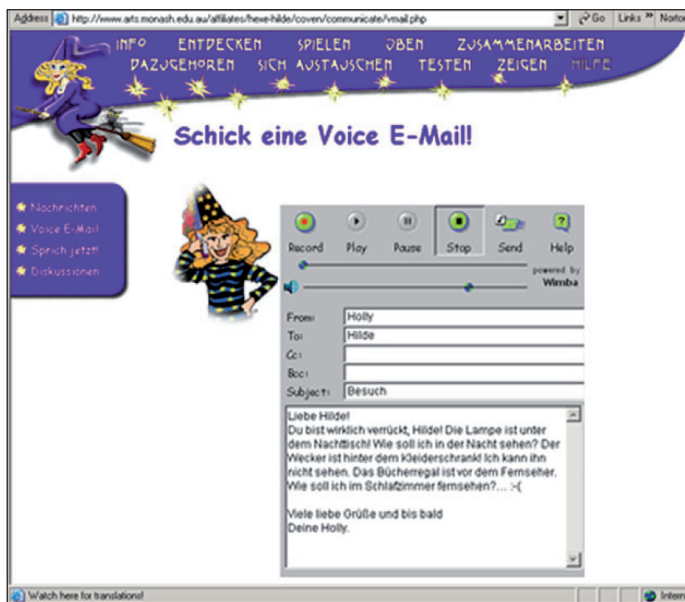 Address http://www.arts.monash.edu.au/affiliates/hexe-hilde/coven/communicate/vmail.php Go Links » Norton
INFO ENTDECKEN SPIELEN ÜBEN ZUSAMMENARBEITEN
DAZUGEHÖREN SICH AUSTAUSCHEN TESTEN ZEIGEN HILFE
Schick eine Voice E-Mail!
Nachrichten
Voice E-Mail
Sprich jetzt!
Diskussionen
Record Play Pause Stop Send Help
powered by
Wimba
From: Holly
To: Hilde
Cc:
Bcc:
Subject: Besuch
Liebe Hilde!
Du bist wirklich verrückt, Hilde! Die Lampe ist unter
dem Nachttisch! Wie soll ich in der Nacht sehen? Der
Wecker ist hinter dem Kleiderschrank! Ich kann ihn
nicht sehen. Das Bücherregal ist vor dem Fernseher.
Wie soll ich im Schlafzimmer fernsehen?... :-(
Viele liebe Grüße und bis bald
Deine Holly.
Watch here for translations! Intern